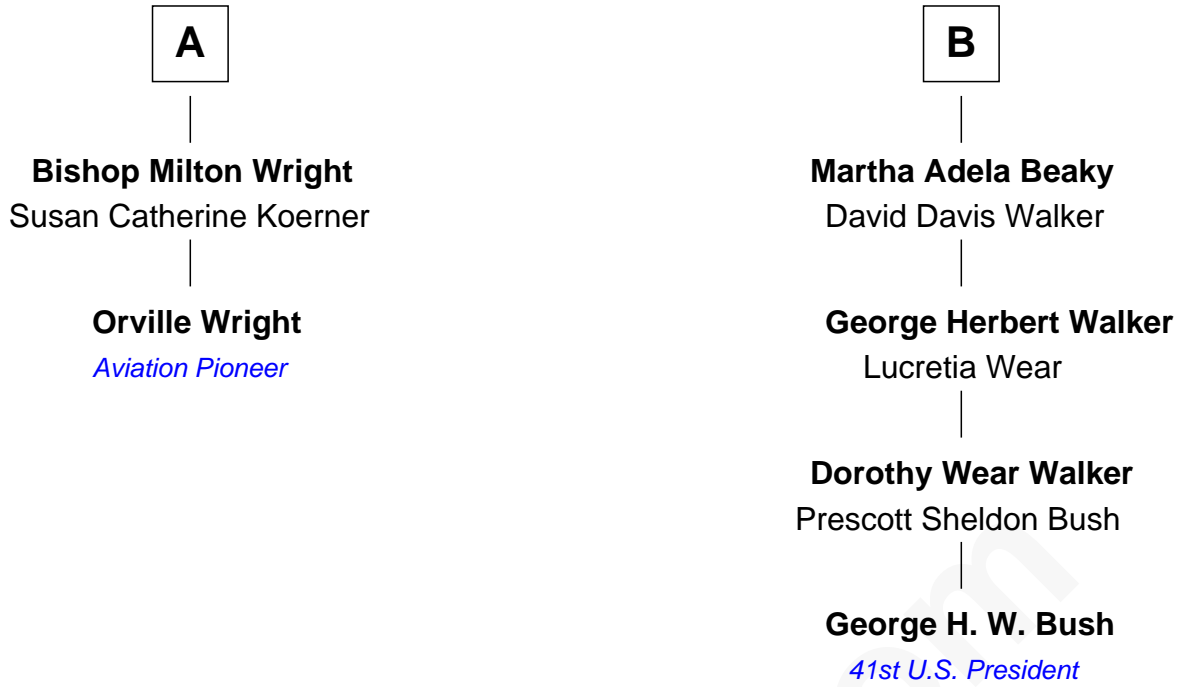 A
Bishop Milton Wright
Susan Catherine Koerner
Orville Wright
Aviation Pioneer
B
Martha Adela Beaky
David Davis Walker
George Herbert Walker
Lucretia Wear
Dorothy Wear Walker
Prescott Sheldon Bush
George H. W. Bush
41st U.S. President